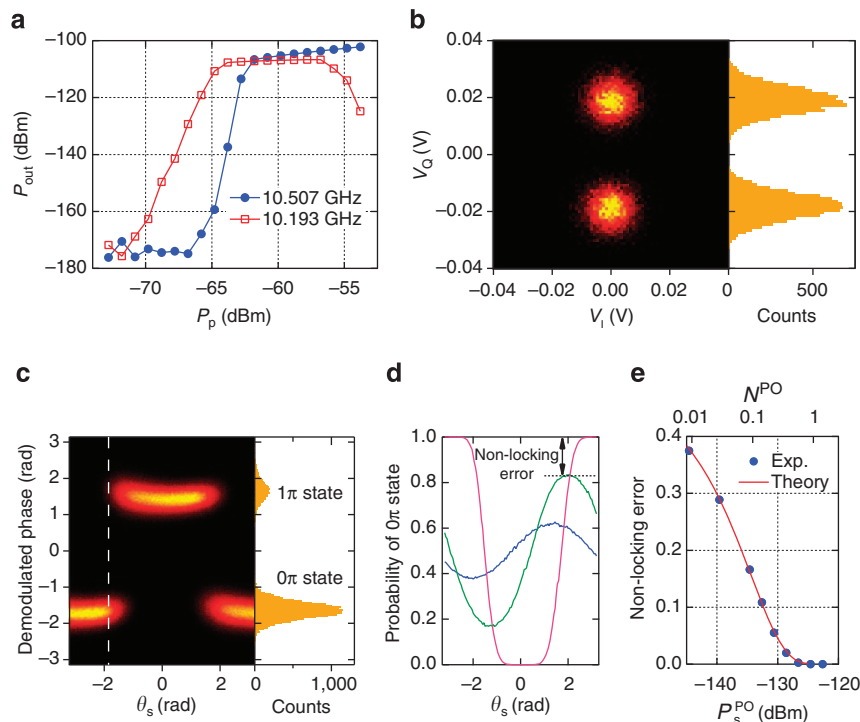 a
−100
−120
−140
−160
−180
P_out (dBm)
10.507 GHz
10.193 GHz
−70
−65
−60
−55
P_p (dBm)
b
0.04
0.02
0.00
−0.02
−0.04
V_Q (V)
−0.04
0.00
0.02
V_I (V)
0
500
Counts
c
3
2
1
0
−1
−2
−3
Demodulated phase (rad)
1π state
0π state
−2
0
2
θ_s (rad)
0
1,000
Counts
d
1.0
0.8
0.6
0.4
0.2
0.0
Probability of 0π state
Non-locking
error
−2
0
2
θ_s (rad)
e
N^PO
0.01
0.1
1
0.4
0.3
0.2
0.1
0
Non-locking error
Exp.
Theory
−140
−130
−120
P_s^PO (dBm)